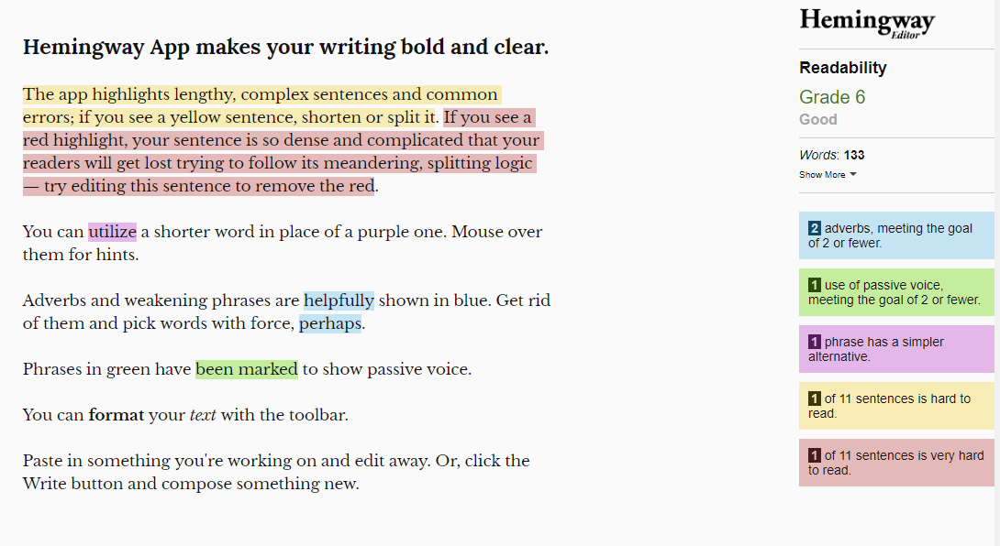 Hemingway App makes your writing bold and clear.
The app highlights lengthy, complex sentences and common
errors; if you see a yellow sentence, shorten or split it. If you see a
red highlight, your sentence is so dense and complicated that your
readers will get lost trying to follow its meandering, splitting logic
— try editing this sentence to remove the red.
You can utilize a shorter word in place of a purple one. Mouse over
them for hints.
Adverbs and weakening phrases are helpfully shown in blue. Get rid
of them and pick words with force, perhaps.
Phrases in green have been marked to show passive voice.
You can format your text with the toolbar.
Paste in something you're working on and edit away. Or, click the
Write button and compose something new.
Hemingway
Editor
Readability
Grade 6
Good
Words: 133
Show More
2 adverbs, meeting the goal
of 2 or fewer.
1 use of passive voice,
meeting the goal of 2 or fewer.
1 phrase has a simpler
alternative.
1 of 11 sentences is hard to
read.
1 of 11 sentences is very hard
to read.